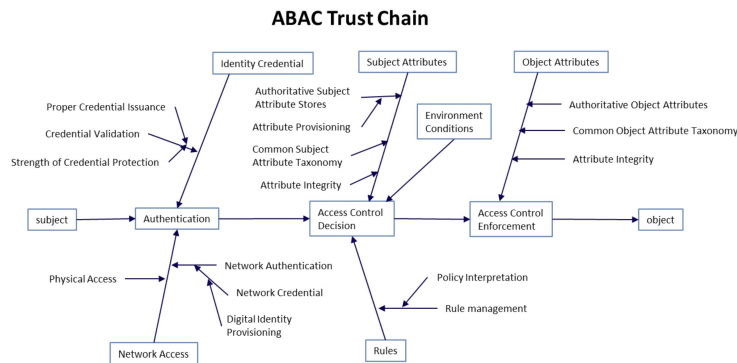 ABAC Trust Chain
Identity Credential
Subject Attributes
Object Attributes
Proper Credential Issuance
Credential Validation
Strength of Credential Protection
Authoritative Subject
Attribute Stores
Attribute Provisioning
Common Subject
Attribute Taxonomy
Attribute Integrity
Environment
Conditions
Authoritative Object Attributes
Common Object Attribute Taxonomy
Attribute Integrity
subject
Authentication
Access Control
Decision
Access Control
Enforcement
object
Physical Access
Network Authentication
Network Credential
Digital Identity
Provisioning
Policy Interpretation
Rule management
Network Access
Rules